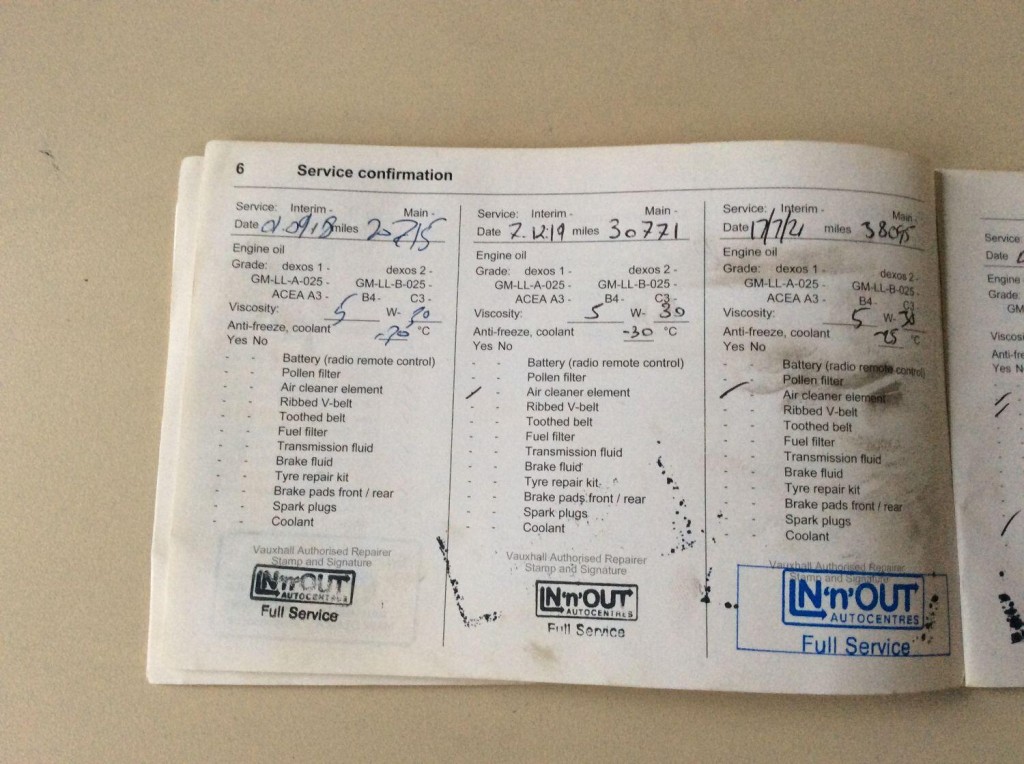 6 Service confirmation
Service: Interim - Main -
Date 01.09.18 miles 20715
Engine oil
Grade: dexos 1 - dexos 2 -
GM-LL-A-025 - GM-LL-B-025 -
ACEA A3 - B4- C3 -
Viscosity: 5 W- 30
Anti-freeze, coolant °C
Yes No
- - Battery (radio remote control)
- - Pollen filter
- - Air cleaner element
- - Ribbed V-belt
- - Toothed belt
- - Fuel filter
- - Transmission fluid
- - Brake fluid
- - Tyre repair kit
- - Brake pads front / rear
- - Spark plugs
- - Coolant
Vauxhall Authorised Repairer
Stamp and Signature
IN'n'OUT
AUTOCENTRES
Full Service
Service: Interim - Main -
Date 7.12.19 miles 30771
Engine oil
Grade: dexos 1 - dexos 2 -
GM-LL-A-025 - GM-LL-B-025 -
ACEA A3 - B4- C3 -
Viscosity: 5 W- 30
Anti-freeze, coolant -30 °C
Yes No
- - Battery (radio remote control)
- - Pollen filter
/ - Air cleaner element
- - Ribbed V-belt
- - Toothed belt
- - Fuel filter
- - Transmission fluid
- - Brake fluid
- - Tyre repair kit
- - Brake pads front / rear
- - Spark plugs
- - Coolant
Vauxhall Authorised Repairer
Stamp and Signature
IN'n'OUT
AUTOCENTRES
Full Service
Service: Interim - Main -
Date 17/7/21 miles 38095
Engine oil
Grade: dexos 1 - dexos 2 -
GM-LL-A-025 - GM-LL-B-025 -
ACEA A3 - B4- C3
Viscosity: 5 W- 30
Anti-freeze, coolant °C
Yes No
- - Battery (radio remote control)
- - Pollen filter
/ - Air cleaner element
- - Ribbed V-belt
- - Toothed belt
- - Fuel filter
- - Transmission fluid
- - Brake fluid
- - Tyre repair kit
- - Brake pads front / rear
- - Spark plugs
- - Coolant
Vauxhall Authorised Repairer
Stamp and Signature
IN'n'OUT
AUTOCENTRES
Full Service
Service
Date
Engine
Grade
GM
Viscos
Anti-fre
Yes N